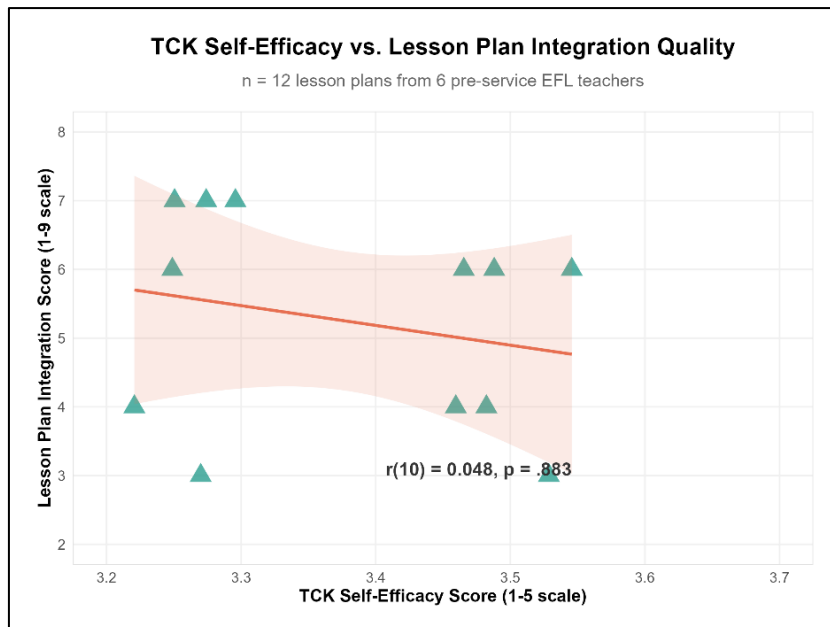 TCK Self-Efficacy vs. Lesson Plan Integration Quality
n = 12 lesson plans from 6 pre-service EFL teachers
Lesson Plan Integration Score (1-9 scale)
8
7
6
5
4
3
2
r(10) = 0.048, p = .883
3.2
3.3
3.4
3.5
3.6
3.7
TCK Self-Efficacy Score (1-5 scale)